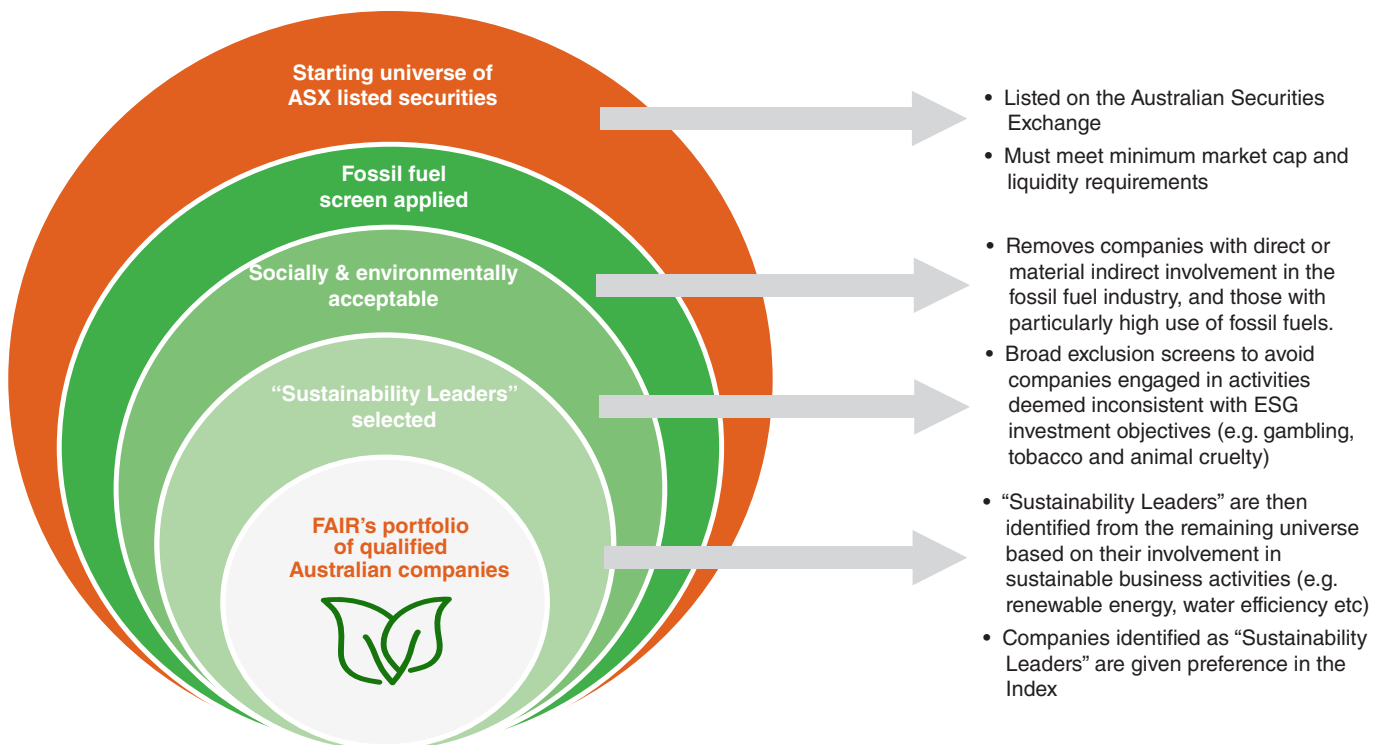 Starting universe of
ASX listed securities
Fossil fuel
screen applied
Socially & environmentally
acceptable
“Sustainability Leaders”
selected
FAIR’s portfolio
of qualified
Australian companies
• Listed on the Australian Securities
Exchange
• Must meet minimum market cap and
liquidity requirements
• Removes companies with direct or
material indirect involvement in the
fossil fuel industry, and those with
particularly high use of fossil fuels.
• Broad exclusion screens to avoid
companies engaged in activities
deemed inconsistent with ESG
investment objectives (e.g. gambling,
tobacco and animal cruelty)
• “Sustainability Leaders” are then
identified from the remaining universe
based on their involvement in
sustainable business activities (e.g.
renewable energy, water efficiency etc)
• Companies identified as “Sustainability
Leaders” are given preference in the
Index